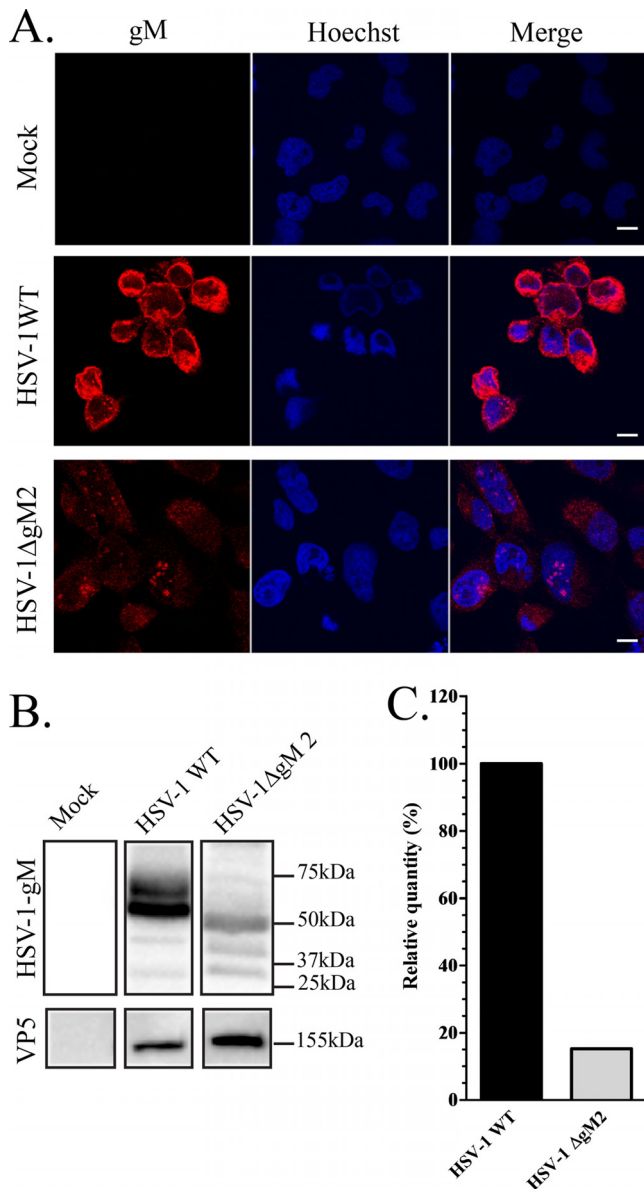 A.
gM Hoechst Merge
Mock
HSV-1WT
HSV-1ΔgM2
B.
Mock HSV-1 WT HSV-1ΔgM 2
HSV-1-gM
75kDa
50kDa
37kDa
25kDa
VP5
155kDa
C.
Relative quantity (%)
120
100
80
60
40
20
0
HSV-1 WT HSV-1 ΔgM2